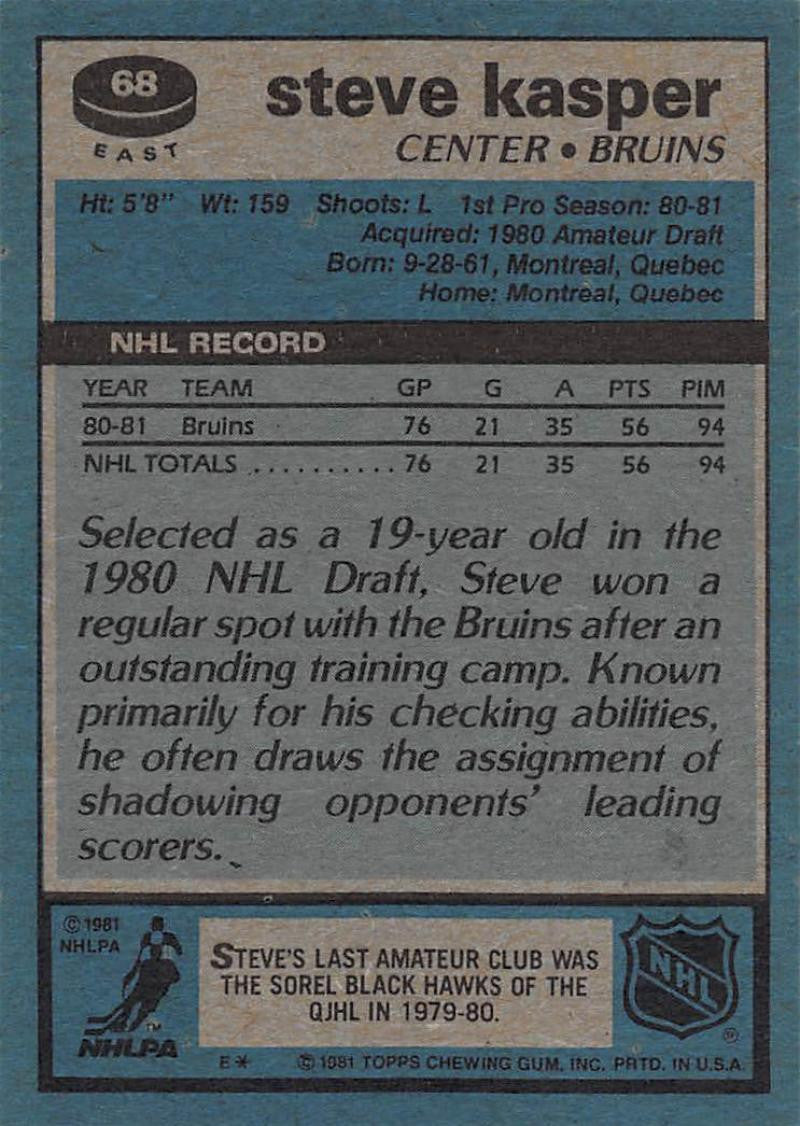 68
EAST
steve kasper
CENTER • BRUINS
Ht: 5'8" Wt: 159 Shoots: L 1st Pro Season: 80-81
Acquired: 1980 Amateur Draft
Born: 9-28-61, Montreal, Quebec
Home: Montreal, Quebec
NHL RECORD
YEAR TEAM GP G A PTS PIM
80-81 Bruins 76 21 35 56 94
NHL TOTALS .......... 76 21 35 56 94
Selected as a 19-year old in the
1980 NHL Draft, Steve won a
regular spot with the Bruins after an
outstanding training camp. Known
primarily for his checking abilities,
he often draws the assignment of
shadowing opponents' leading
scorers.
© 1981
NHLPA
TM
NHLPA
STEVE'S LAST AMATEUR CLUB WAS
THE SOREL BLACK HAWKS OF THE
QJHL IN 1979-80.
NHL
®
E* © 1981 TOPPS CHEWING GUM, INC. PRTD. IN U.S.A.